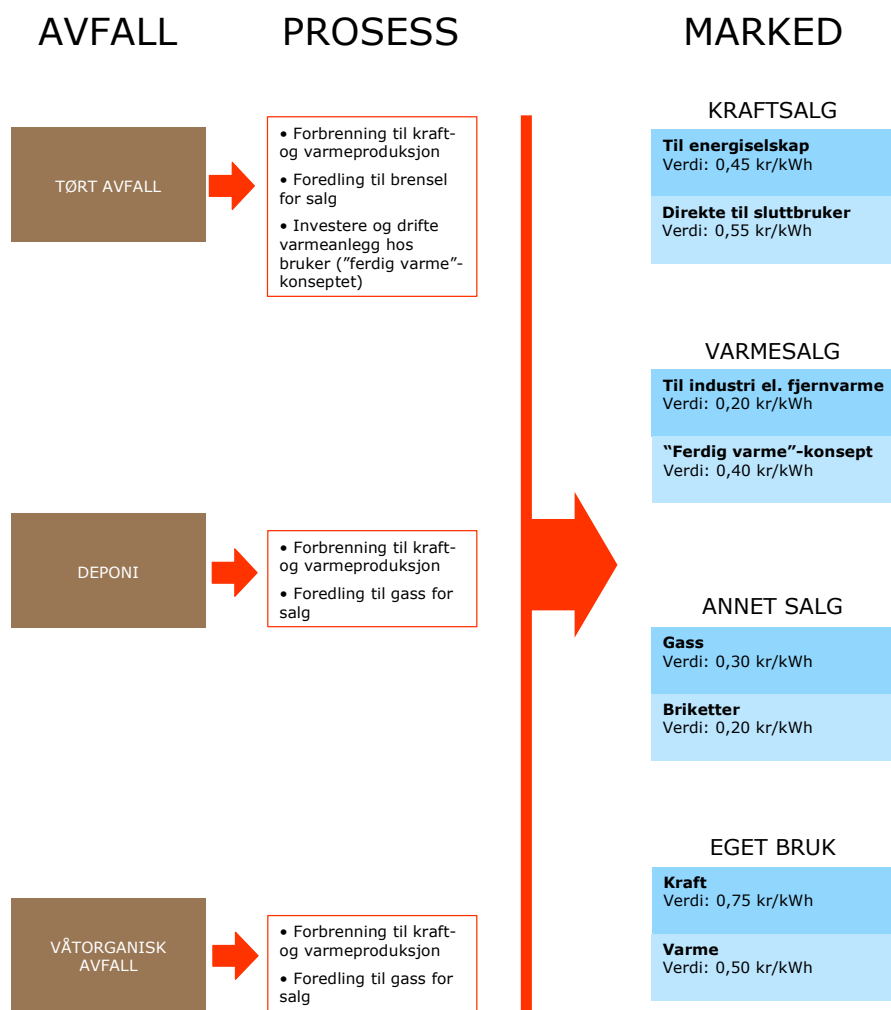 AVFALL
PROSESS
MARKED
TØRT AVFALL
• Forbrenning til kraft-
og varmeproduksjon
• Foredling til brensel
for salg
• Investere og drifte
varmeanlegg hos
bruker (”ferdig varme”-
konseptet)
DEPONI
• Forbrenning til kraft-
og varmeproduksjon
• Foredling til gass for
salg
VÅTORGANISK
AVFALL
• Forbrenning til kraft-
og varmeproduksjon
• Foredling til gass for
salg
KRAFTSALG
Til energiselskap
Verdi: 0,45 kr/kWh
Direkte til sluttbruker
Verdi: 0,55 kr/kWh
VARMESALG
Til industri el. fjernvarme
Verdi: 0,20 kr/kWh
“Ferdig varme”-konsept
Verdi: 0,40 kr/kWh
ANNET SALG
Gass
Verdi: 0,30 kr/kWh
Briketter
Verdi: 0,20 kr/kWh
EGET BRUK
Kraft
Verdi: 0,75 kr/kWh
Varme
Verdi: 0,50 kr/kWh